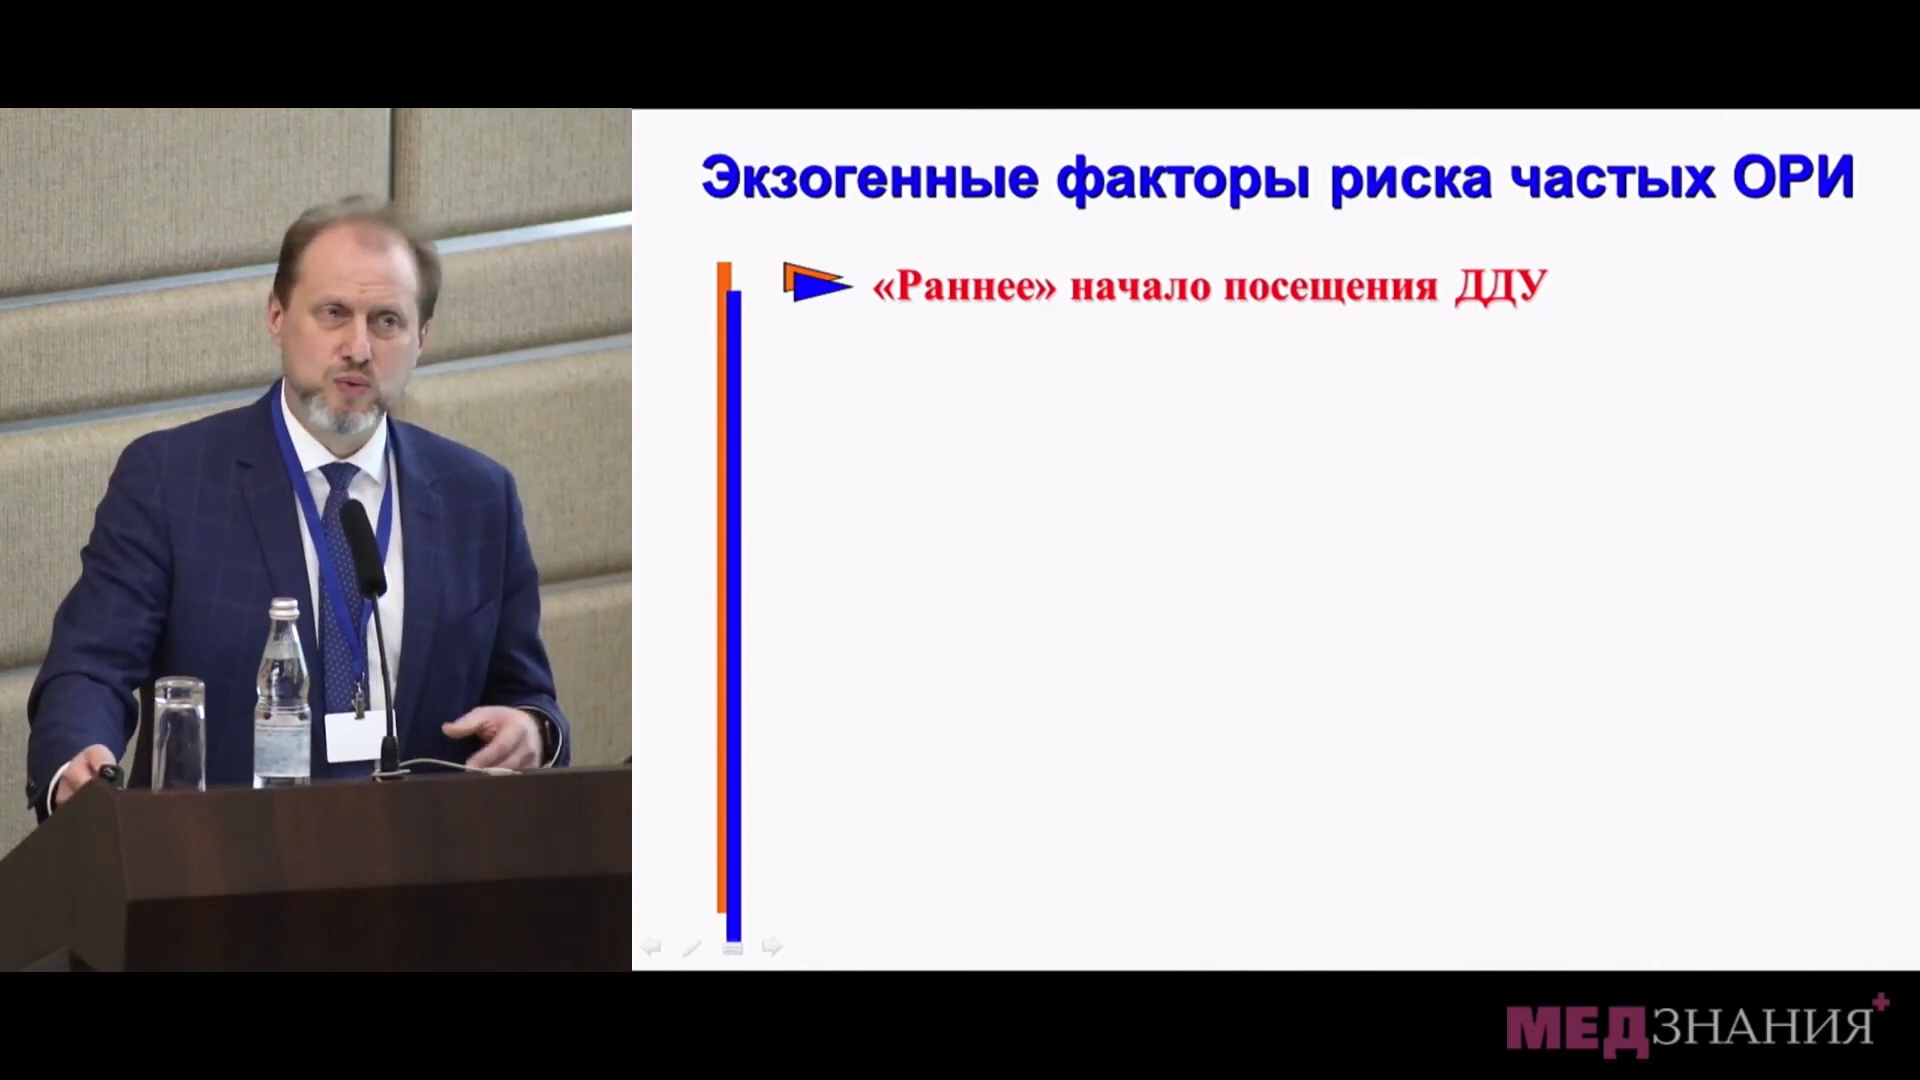 Экзогенные факторы риска частых ОРИ
«Раннее» начало посещения ДДУ
МЕДЗНАНИЯ+